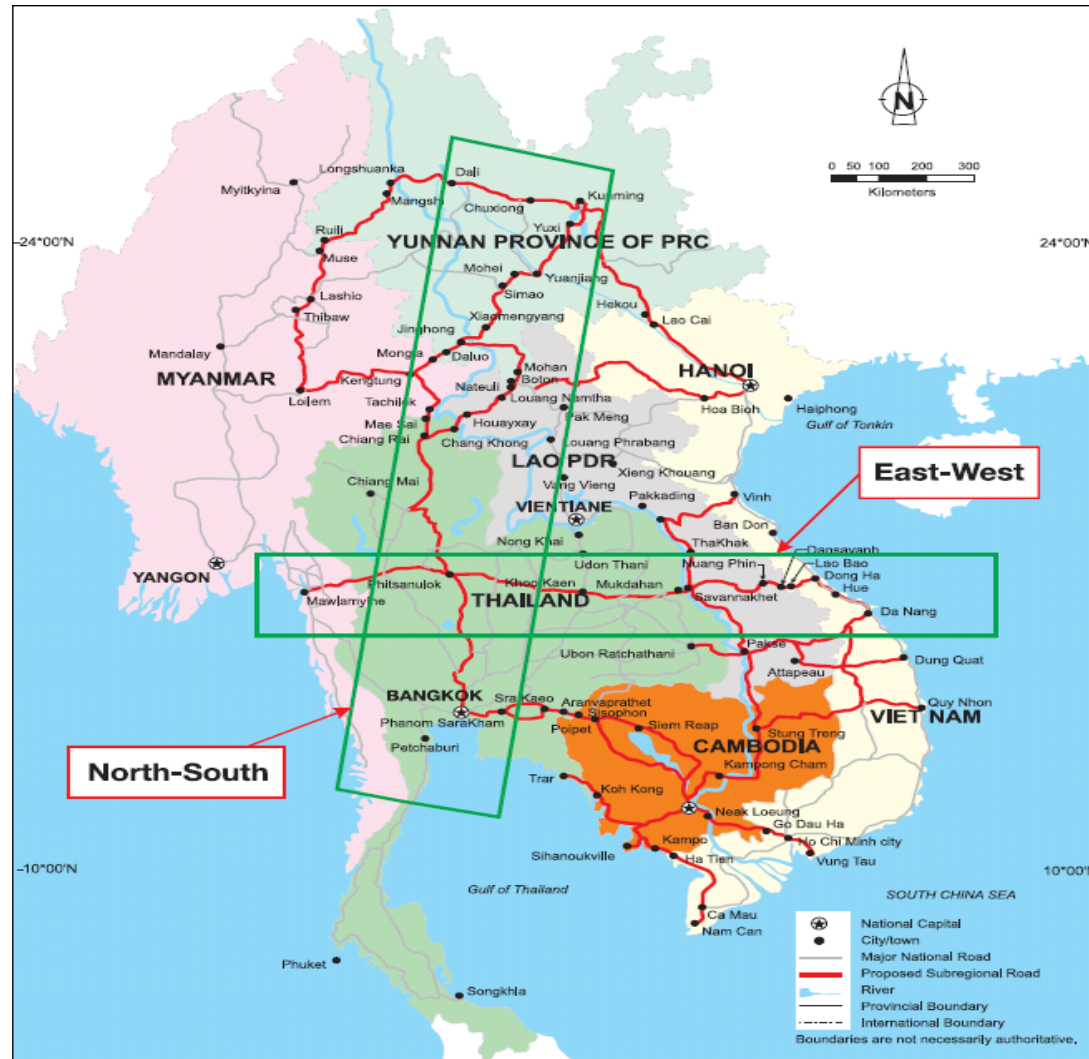 N
0 50 100 200 300
Kilometers
Longshuanka
Dali
Myitkyina
Mangshi
Chuxiong
Kunming
Yuxi
Ruili
24°00'N
YUNNAN PROVINCE OF PRC
24°00'N
Muse
Mohei
Yuanjiang
Simao
Lashio
Hekou
Thibaw
Xiaomengyang
Lao Cai
Jinghong
Mandalay
Mongla
Daluo
Mohan
HANOI
MYANMAR
Kengtung
Nateuli
Boton
Loilem
Tachilek
Louang Namtha
Hoa Bioh
Haiphong
Mae Sai
Houayxay
Pak Meng
Gulf of Tonkin
Chiang Rai
Chang Khong
Louang Phrabang
LAO PDR
Xieng Khouang
East-West
Chiang Mai
Vang Vieng
Pakkading
Vinh
VIENTIANE
Ban Don
Nong Khai
ThaKhak
Dansavanh
YANGON
Udon Thani
Nuang Phin
Lao Bao
Phitsanulok
Khon Kaen
Mukdahan
Dong Ha
Mawlamyine
THAILAND
Savannakhet
Hue
Da Nang
Ubon Ratchathani
Pakse
Attapeau
Dung Quat
BANGKOK
Sra Kaeo
Aranyaprathet
Quy Nhon
Phanom SaraKham
Sisophon
Siem Reap
VIET NAM
Poipet
Stung Treng
Petchaburi
CAMBODIA
North-South
Kampong Cham
Trar
Koh Kong
Neak Loeung
Go Dau Ha
Kampo
Ho Chi Minh city
Sihanoukville
Ha Tien
Vung Tau
10°00'N
10°00'N
Gulf of Thailand
SOUTH CHINA SEA
Ca Mau
National Capital
Nam Can
City/town
Major National Road
Phuket
Proposed Subregional Road
River
Songkhla
Provincial Boundary
International Boundary
Boundaries are not necessarily authoritative.